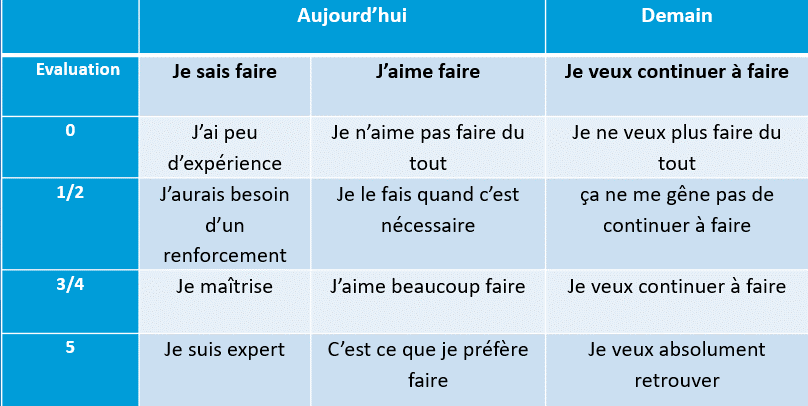 Aujourd’hui Demain
Evaluation Je sais faire J’aime faire Je veux continuer à faire
0 J’ai peu Je n’aime pas faire du Je ne veux plus faire du
d’expérience tout tout
1/2 J’aurais besoin Je le fais quand c’est ça ne me gêne pas de
d’un nécessaire continuer à faire
renforcement
3/4 Je maîtrise J’aime beaucoup faire Je veux continuer à faire
5 Je suis expert C’est ce que je préfère Je veux absolument
faire retrouver